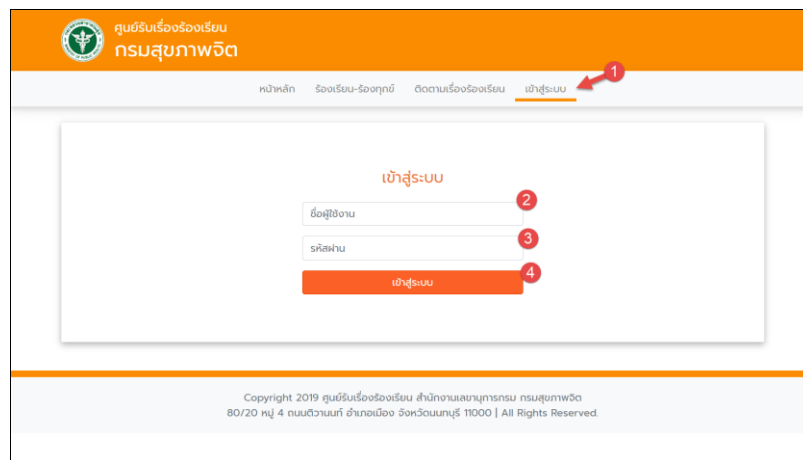 ศูนย์รับเรื่องร้องเรียน
กรมสุขภาพจิต
1
หน้าหลัก ร้องเรียน-ร้องทุกข์ ติดตามเรื่องร้องเรียน เข้าสู่ระบบ
เข้าสู่ระบบ
2
ชื่อผู้ใช้งาน
3
รหัสผ่าน
4
เข้าสู่ระบบ
Copyright 2019 ศูนย์รับเรื่องร้องเรียน สำนักงานเลขานุการกรม กรมสุขภาพจิต
80/20 หมู่ 4 ถนนติวานนท์ อำเภอเมือง จังหวัดนนทบุรี 11000 | All Rights Reserved.